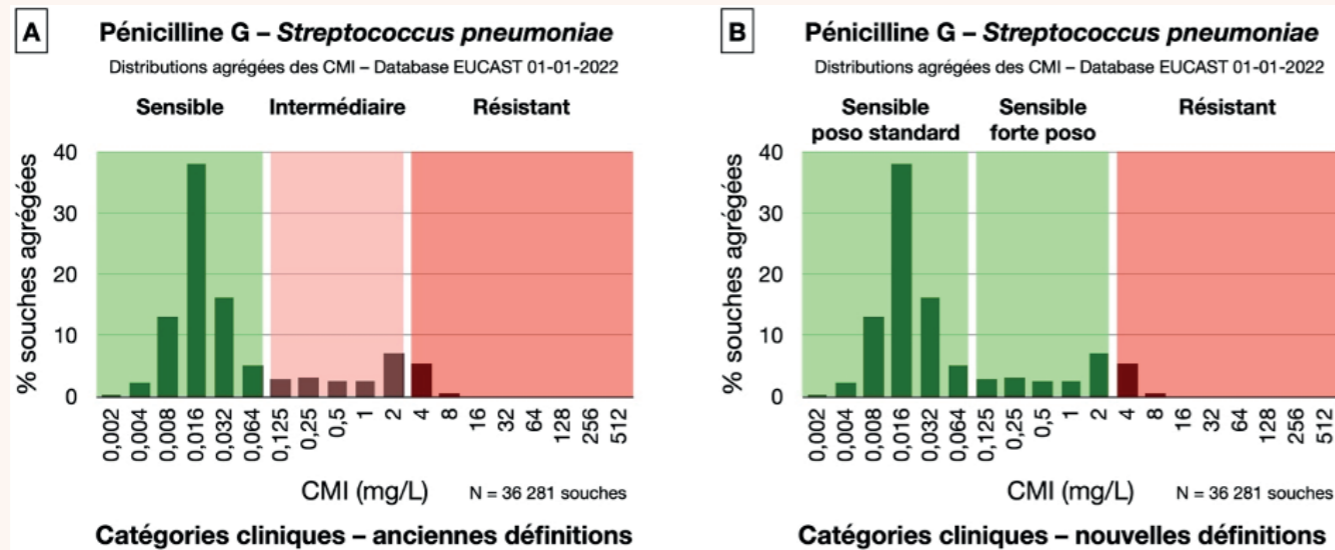 A
Pénicilline G – Streptococcus pneumoniae
Distributions agrégées des CMI – Database EUCAST 01-01-2022
Sensible Intermédiaire Résistant
% souches agrégées
40
30
20
10
0
0,002 0,004 0,008 0,016 0,032 0,064 0,125 0,25 0,5 1 2 4 8 16 32 64 128 256 512
CMI (mg/L) N = 36 281 souches
Catégories cliniques – anciennes définitions
B
Pénicilline G – Streptococcus pneumoniae
Distributions agrégées des CMI – Database EUCAST 01-01-2022
Sensible
poso standard
Sensible
forte poso
Résistant
% souches agrégées
40
30
20
10
0
0,002 0,004 0,008 0,016 0,032 0,064 0,125 0,25 0,5 1 2 4 8 16 32 64 128 256 512
CMI (mg/L) N = 36 281 souches
Catégories cliniques – nouvelles définitions